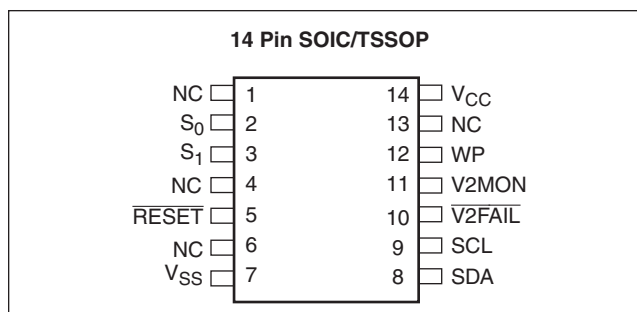 14 Pin SOIC/TSSOP
NC 1 14 VCC
S0 2 13 NC
S1 3 12 WP
NC 4 11 V2MON
RESET 5 10 V2FAIL
NC 6 9 SCL
VSS 7 8 SDA